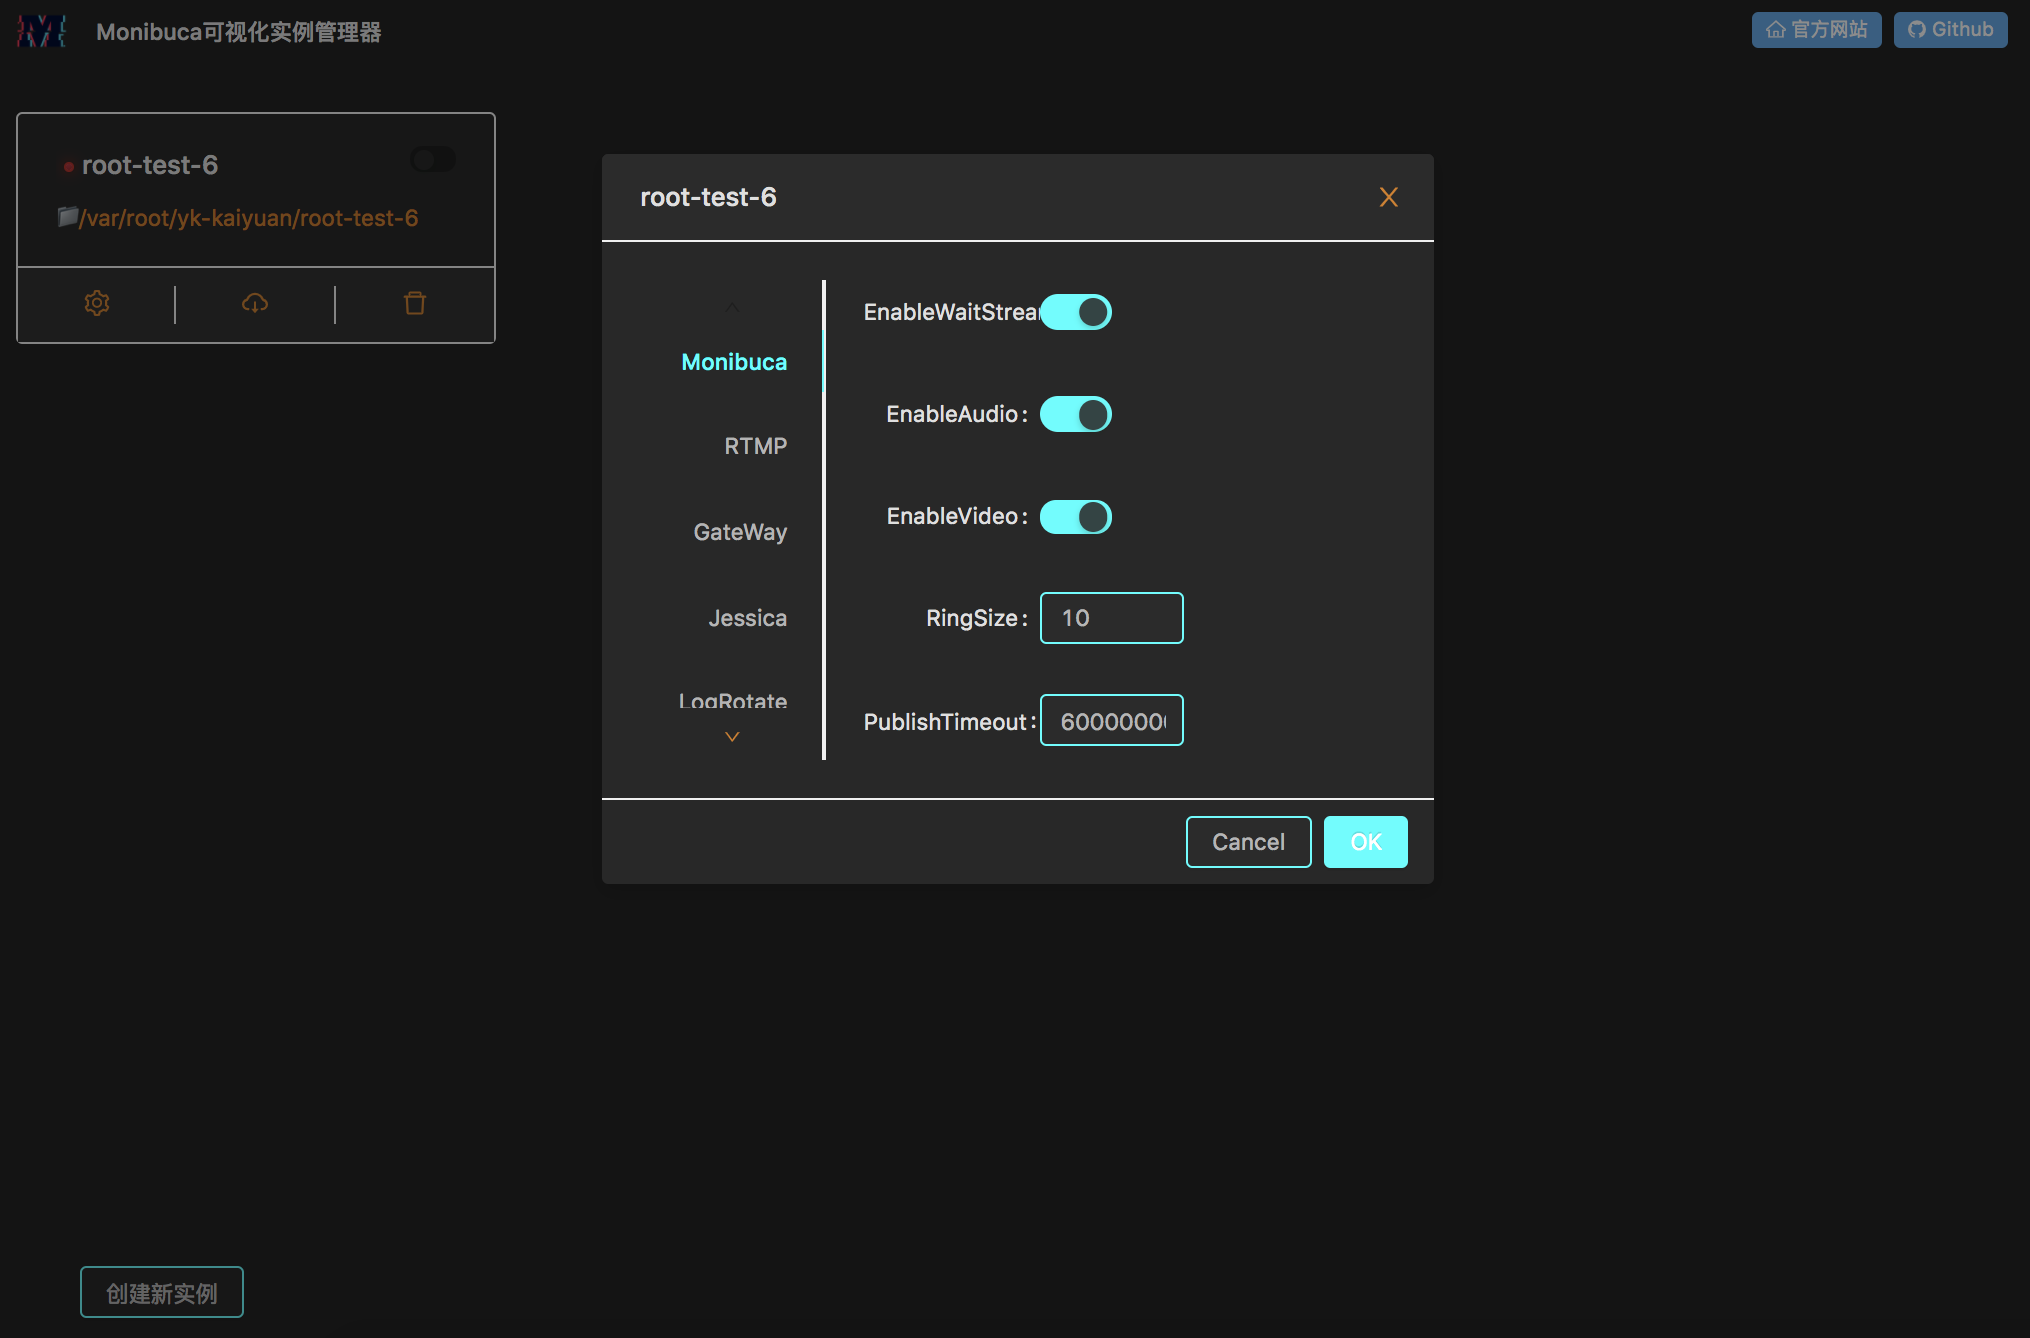 Monibuca可视化实例管理器
官方网站
Github
root-test-6
/var/root/yk-kaiyuan/root-test-6
root-test-6
X
Monibuca
RTMP
GateWay
Jessica
LogRotate
EnableWaitStrea
EnableAudio:
EnableVideo:
RingSize: 10
PublishTimeout: 6000000
Cancel
OK
创建新实例